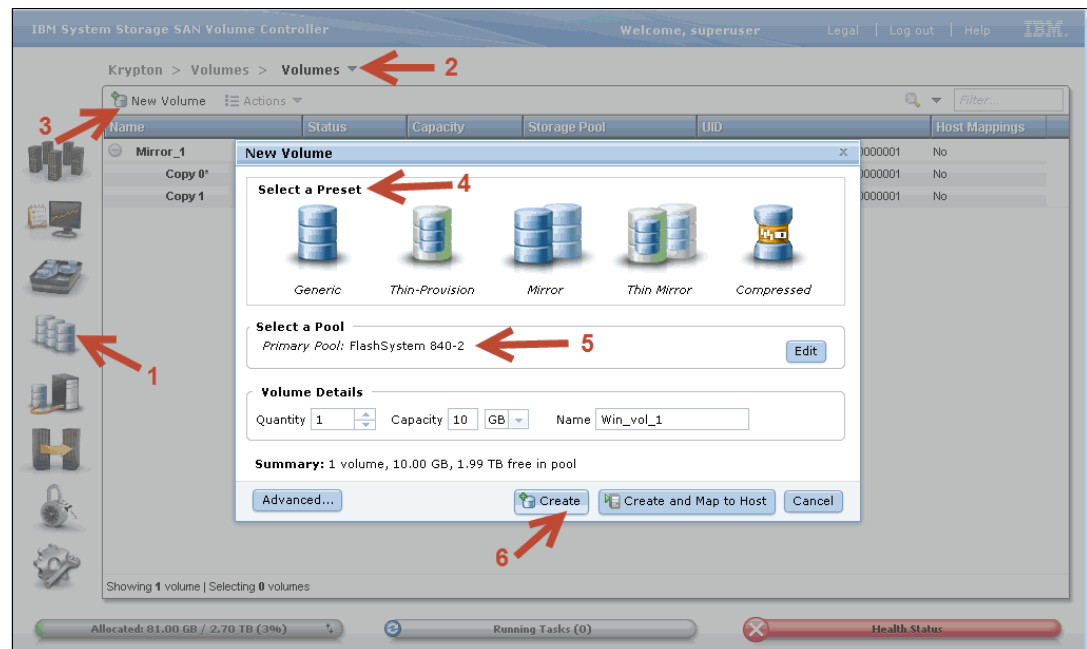 IBM System Storage SAN Volume Controller Welcome, superuser Legal | Log out | Help IBM.
Krypton > Volumes > Volumes 2
New Volume Actions Filter...
3
Name Status Capacity Storage Pool UID Host Mappings
Mirror_1 0000001 No
Copy 0* 0000001 No
Copy 1 0000001 No
New Volume x
Select a Preset 4
Generic Thin-Provision Mirror Thin Mirror Compressed
Select a Pool
Primary Pool: FlashSystem 840-2 5
Edit
1
Volume Details
Quantity 1 Capacity 10 GB Name Win_vol_1
Summary: 1 volume, 10.00 GB, 1.99 TB free in pool
Advanced... Create Create and Map to Host Cancel
6
Showing 1 volume | Selecting 0 volumes
Allocated: 81.00 GB / 2.70 TB (3%) Running Tasks (0) Health Status